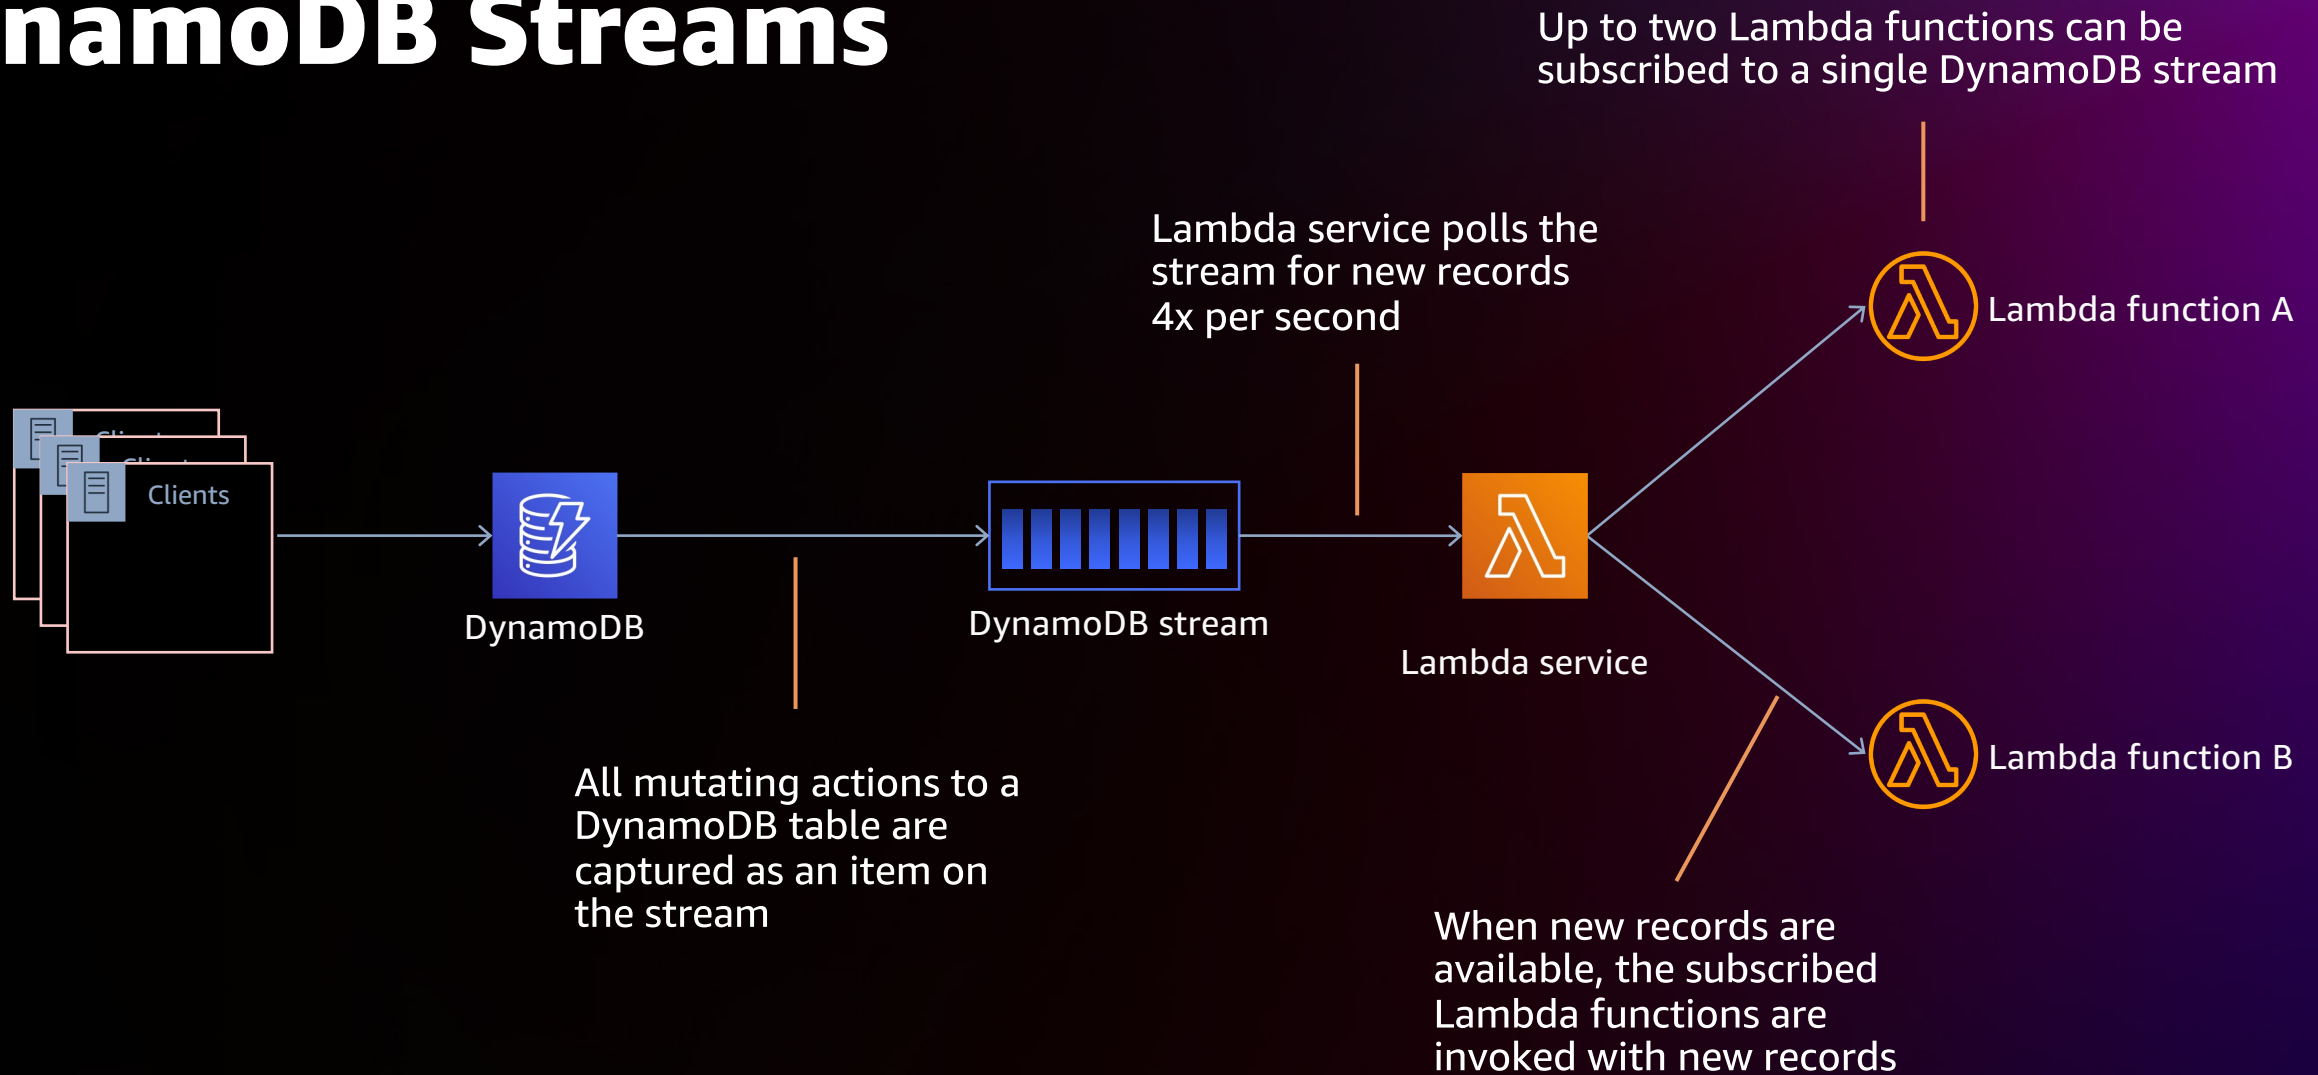 namoDB Streams
Up to two Lambda functions can be
subscribed to a single DynamoDB stream
Lambda service polls the
stream for new records
4x per second
Lambda function A
Clients
DynamoDB
DynamoDB stream
Lambda service
Lambda function B
All mutating actions to a
DynamoDB table are
captured as an item on
the stream
When new records are
available, the subscribed
Lambda functions are
invoked with new records